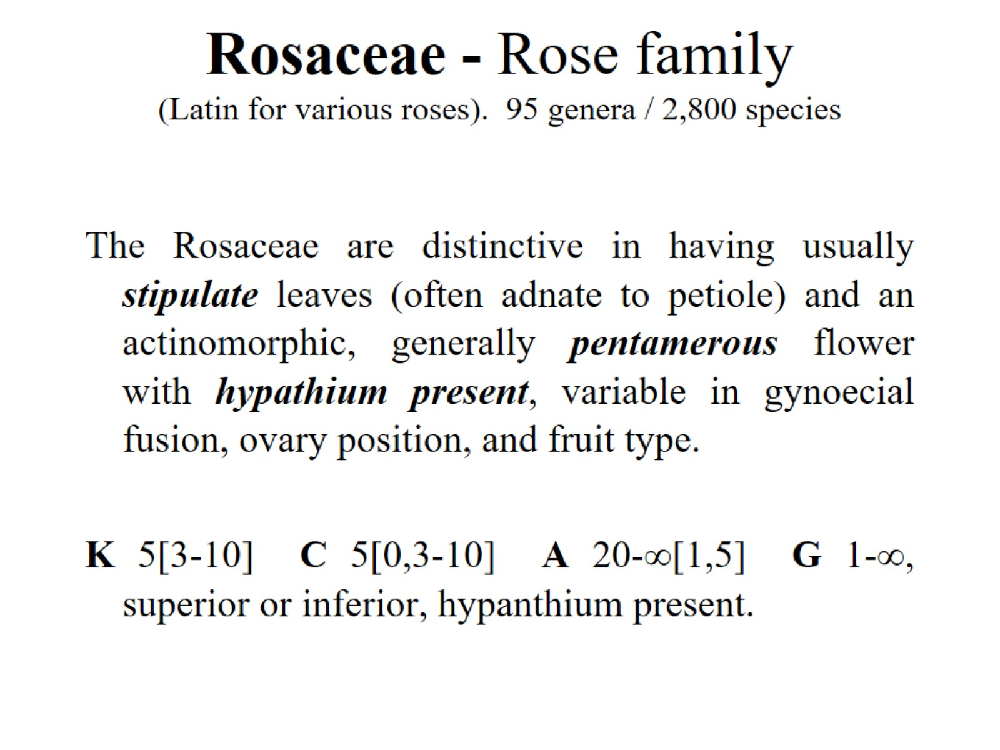 Rosaceae - Rose family
(Latin for various roses).  95 genera / 2,800 species
The Rosaceae are distinctive in having usually
stipulate leaves (often adnate to petiole) and an
actinomorphic, generally pentamerous flower
with hypathium present, variable in gynoecial
fusion, ovary position, and fruit type.
K 5[3-10] C 5[0,3-10] A 20-∞[1,5] G 1-∞,
superior or inferior, hypanthium present.